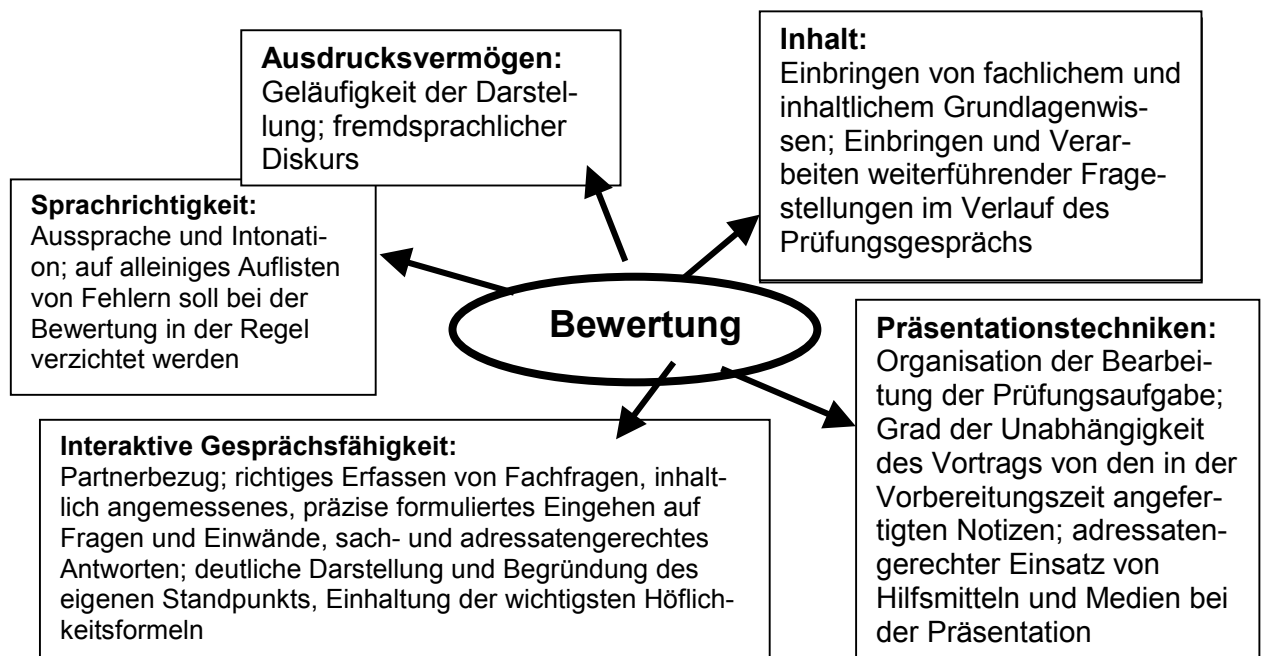 Ausdrucksvermögen:
Geläufigkeit der Darstel-
lung; fremdsprachlicher
Diskurs
Inhalt:
Einbringen von fachlichem und
inhaltlichem Grundlagenwis-
sen; Einbringen und Verar-
beiten weiterführender Frage-
stellungen im Verlauf des
Prüfungsgesprächs
Sprachrichtigkeit:
Aussprache und Intonati-
on; auf alleiniges Auflisten
von Fehlern soll bei der
Bewertung in der Regel
verzichtet werden
Bewertung
Präsentationstechniken:
Organisation der Bearbei-
tung der Prüfungsaufgabe;
Grad der Unabhängigkeit
des Vortrags von den in der
Vorbereitungszeit angefer-
tigten Notizen; adressaten-
gerechter Einsatz von
Hilfsmitteln und Medien bei
der Präsentation
Interaktive Gesprächsfähigkeit:
Partnerbezug; richtiges Erfassen von Fachfragen, inhalt-
lich angemessenes, präzise formuliertes Eingehen auf
Fragen und Einwände, sach- und adressatengerechtes
Antworten; deutliche Darstellung und Begründung des
eigenen Standpunkts, Einhaltung der wichtigsten Höflich-
keitsformeln